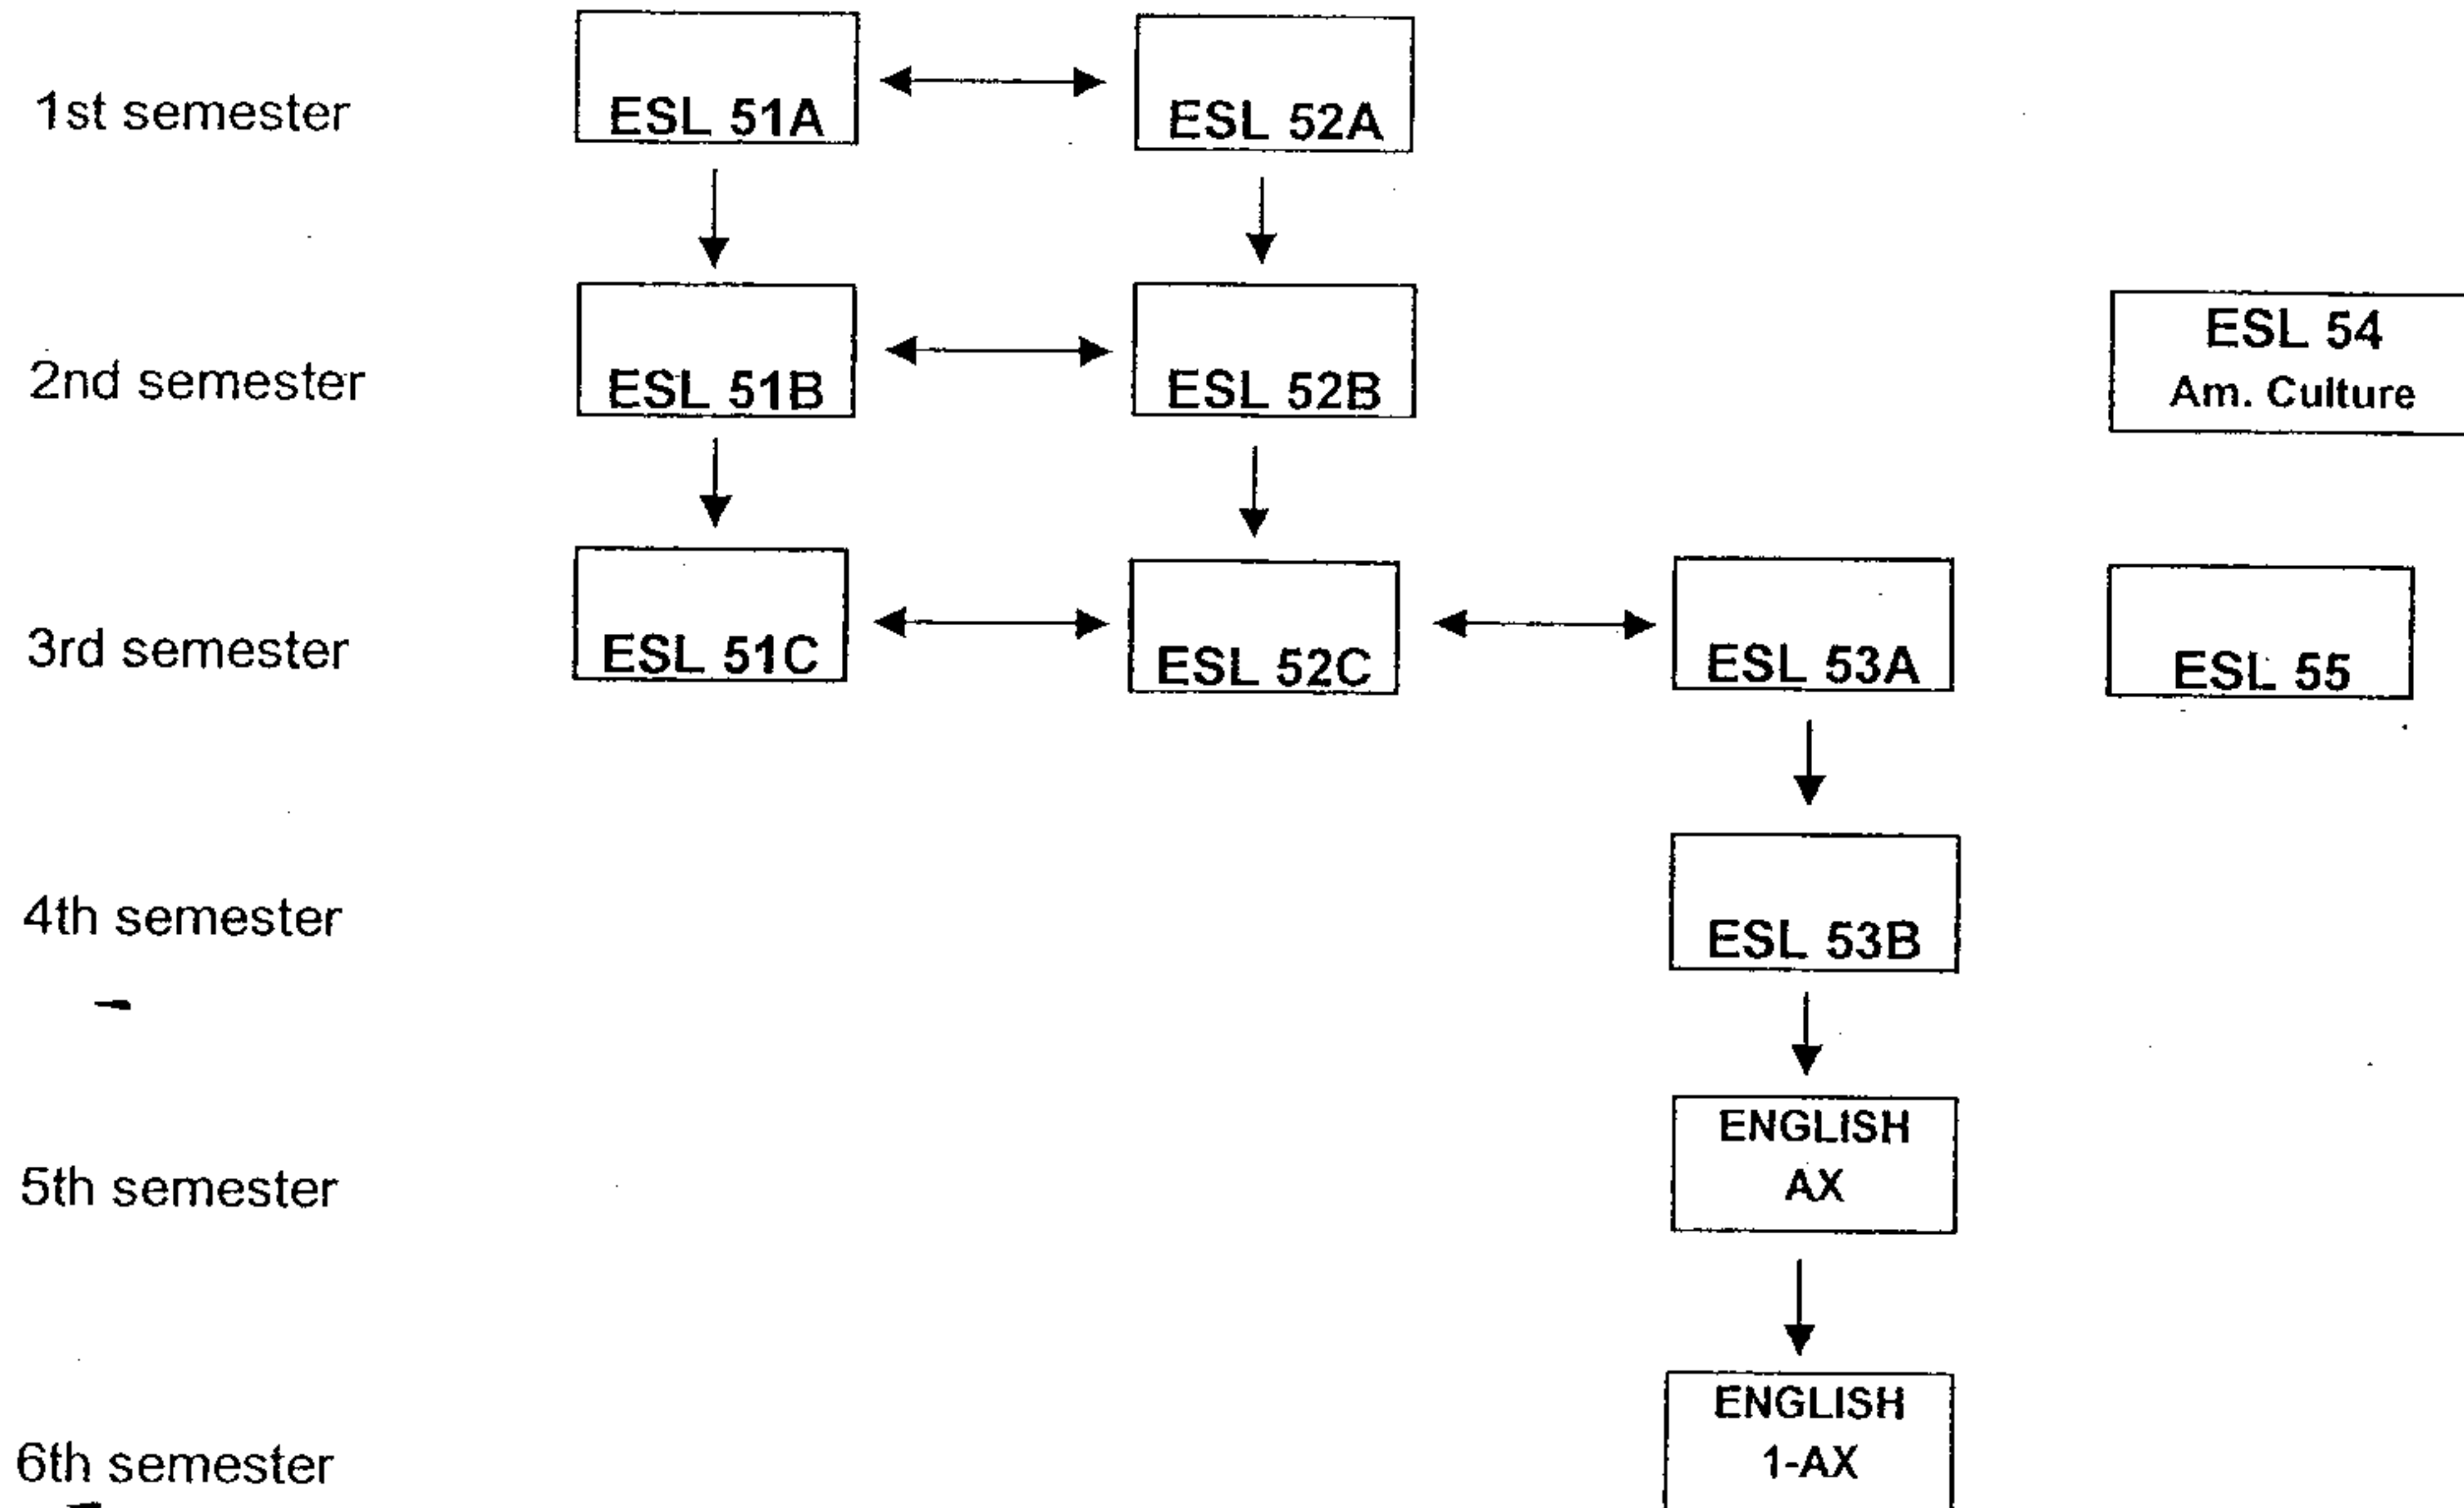 1st semester
ESL 51A
ESL 52A
2nd semester
ESL 51B
ESL 52B
ESL 54
Am. Culture
3rd semester
ESL 51C
ESL 52C
ESL 53A
ESL 55
4th semester
ESL 53B
5th semester
ENGLISH
AX
6th semester
ENGLISH
1-AX